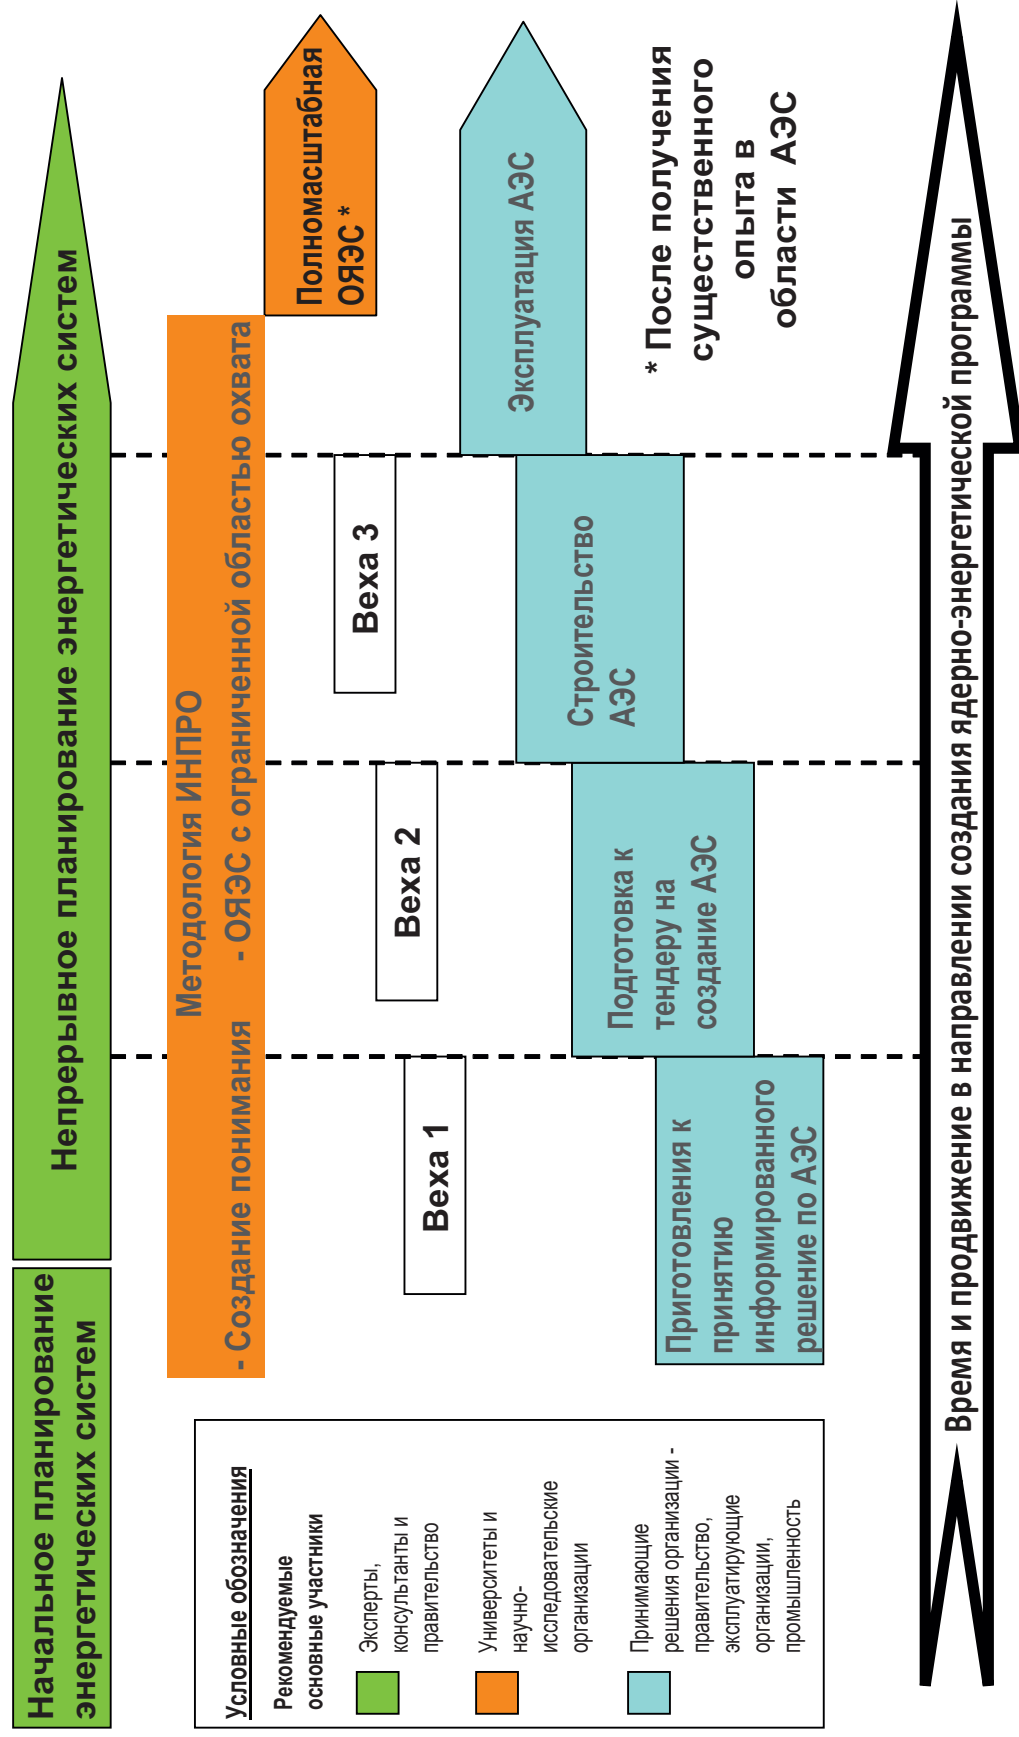 Начальное планирование
энергетических систем
Непрерывное планирование энергетических систем
Методология ИНПРО
- Создание понимания - ОЯЭС с ограниченной областью охвата
Полномасштабная
ОЯЭС *
Веха 1
Веха 2
Веха 3
Приготовления к
принятию
информированного
решение по АЭС
Подготовка к
тендеру на
создание АЭС
Строительство
АЭС
Эксплуатация АЭС
* После получения
существенного
опыта в
области АЭС
Условные обозначения
Рекомендуемые
основные участники
Эксперты,
консультанты и
правительство
Университеты и
научно-
исследовательские
организации
Принимающие
решения организации -
правительство,
эксплуатирующие
организации,
промышленность
Время и продвижение в направлении создания ядерно-энергетической программы